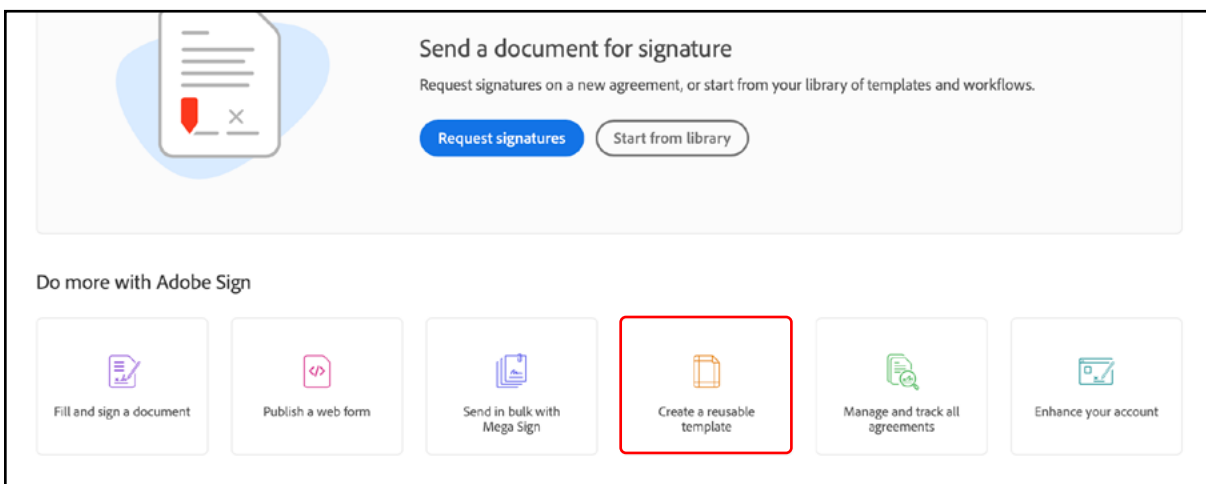 Send a document for signature
Request signatures on a new agreement, or start from your library of templates and workflows.
Request signatures
Start from library
Do more with Adobe Sign
Fill and sign a document
Publish a web form
Send in bulk with
Mega Sign
Create a reusable
template
Manage and track all
agreements
Enhance your account